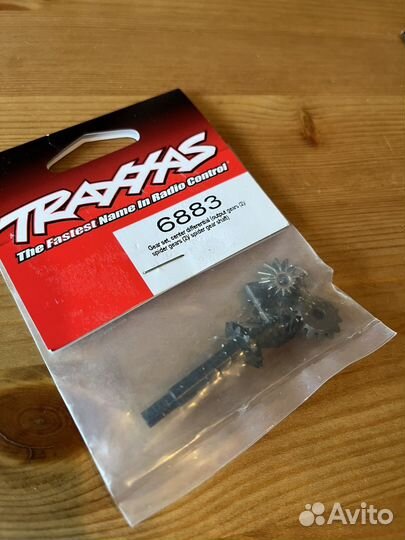 TRAXXAS
The Fastest Name In Radio Control
6883
Gear set, center differential (output gears (2)/
spider gears (2)/ spider gear shaft)
Avito